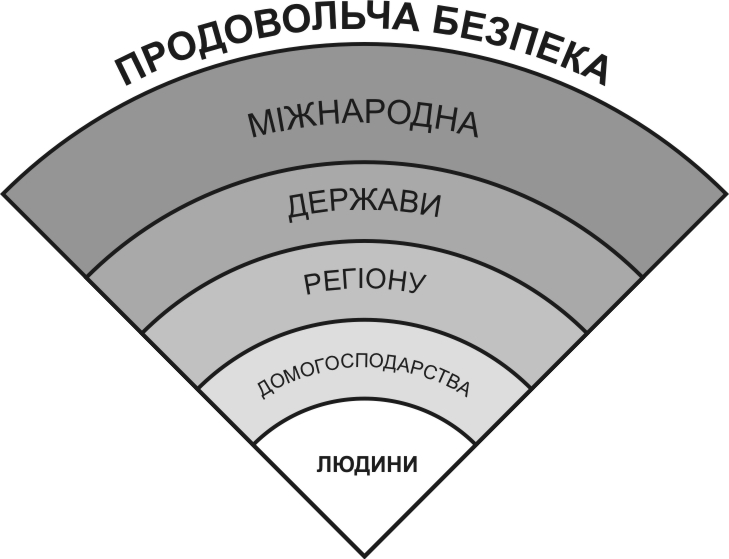 ПРОДОВОЛЬЧА БЕЗПЕКА
МІЖНАРОДНА
ДЕРЖАВИ
РЕГІОНУ
ДОМОГОСПОДАРСТВА
ЛЮДИНИ